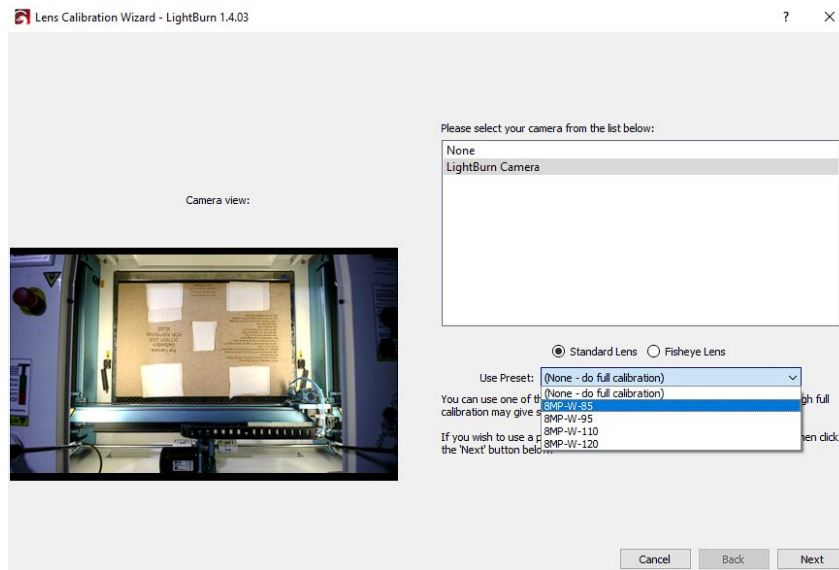 Lens Calibration Wizard - LightBurn 1.4.03
? X
Please select your camera from the list below:
None
LightBurn Camera
Camera view:
Standard Lens Fisheye Lens
Use Preset: (None - do full calibration)
(None - do full calibration)
8MP-W-85
8MP-W-95
8MP-W-110
8MP-W-120
You can use one of gh full
calibration may give
If you wish to use a hen click
the 'Next' button
Cancel Back Next